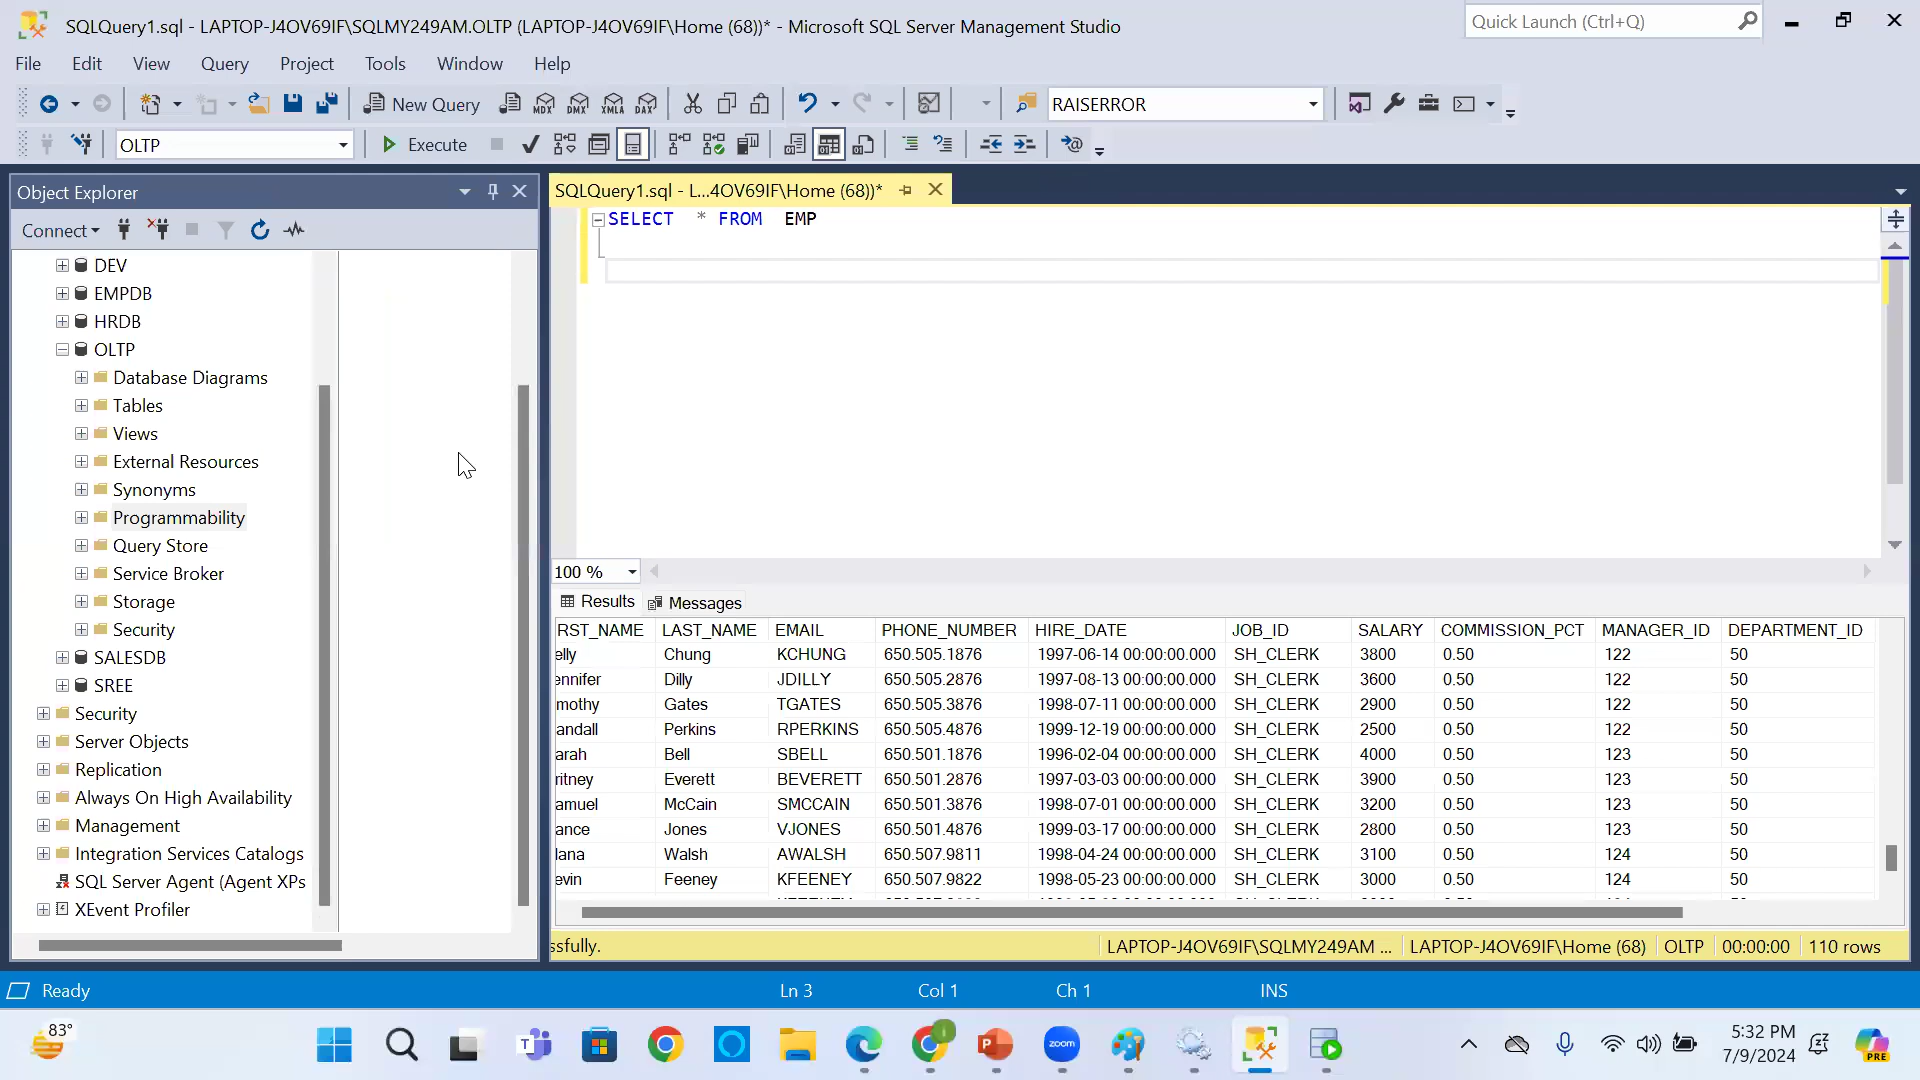 SQLQuery1.sql - LAPTOP-J4OV69IF\SQLMY249AM.OLTP (LAPTOP-J4OV69IF\Home (68))* - Microsoft SQL Server Management Studio
Quick Launch (Ctrl+Q)
File Edit View Query Project Tools Window Help
New Query MDX DMX XMLA DAX RAISERROR
OLTP Execute
Object Explorer
SQLQuery1.sql - L...4OV69IF\Home (68))*
Connect
SELECT * FROM EMP
DEV
EMPDB
HRDB
OLTP
Database Diagrams
Tables
Views
External Resources
Synonyms
Programmability
Query Store
Service Broker
Storage
Security
SALESDB
SREE
Security
Server Objects
Replication
Always On High Availability
Management
Integration Services Catalogs
SQL Server Agent (Agent XPs
XEvent Profiler
100 %
Results Messages
RST_NAME LAST_NAME EMAIL PHONE_NUMBER HIRE_DATE JOB_ID SALARY COMMISSION_PCT MANAGER_ID DEPARTMENT_ID
elly Chung KCHUNG 650.505.1876 1997-06-14 00:00:00.000 SH_CLERK 3800 0.50 122 50
ennifer Dilly JDILLY 650.505.2876 1997-08-13 00:00:00.000 SH_CLERK 3600 0.50 122 50
mothy Gates TGATES 650.505.3876 1998-07-11 00:00:00.000 SH_CLERK 2900 0.50 122 50
andall Perkins RPERKINS 650.505.4876 1999-12-19 00:00:00.000 SH_CLERK 2500 0.50 122 50
arah Bell SBELL 650.501.1876 1996-02-04 00:00:00.000 SH_CLERK 4000 0.50 123 50
ritney Everett BEVERETT 650.501.2876 1997-03-03 00:00:00.000 SH_CLERK 3900 0.50 123 50
amuel McCain SMCCAIN 650.501.3876 1998-07-01 00:00:00.000 SH_CLERK 3200 0.50 123 50
ance Jones VJONES 650.501.4876 1999-03-17 00:00:00.000 SH_CLERK 2800 0.50 123 50
lana Walsh AWALSH 650.507.9811 1998-04-24 00:00:00.000 SH_CLERK 3100 0.50 124 50
evin Feeney KFEENEY 650.507.9822 1998-05-23 00:00:00.000 SH_CLERK 3000 0.50 124 50
ssfully. LAPTOP-J4OV69IF\SQLMY249AM ... LAPTOP-J4OV69IF\Home (68) OLTP 00:00:00 110 rows
Ready Ln 3 Col 1 Ch 1 INS
83°
zoom
5:32 PM
7/9/2024
PRE